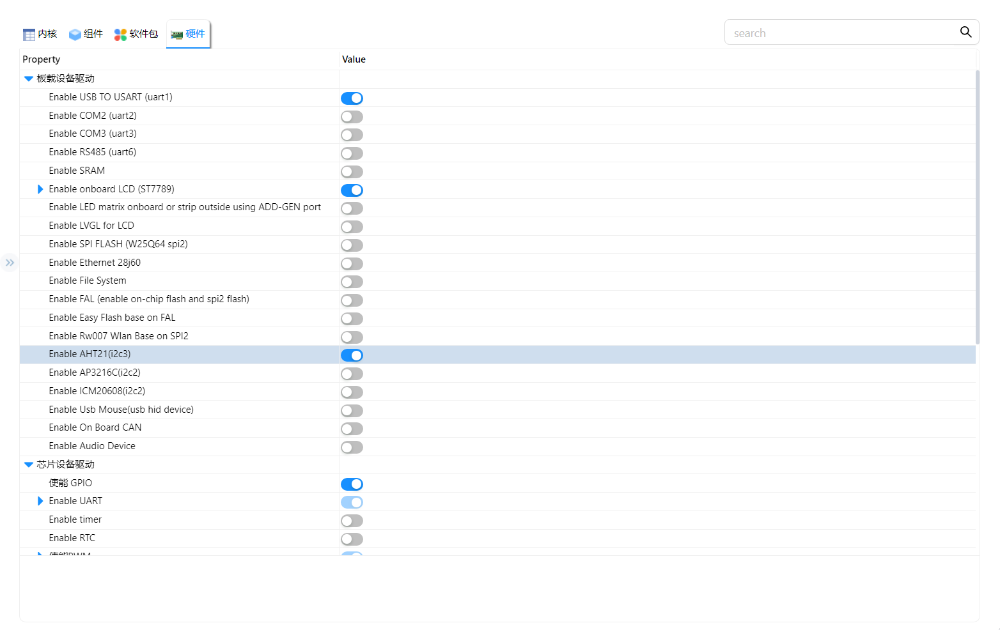 内核 组件 软件包 硬件 search
Property Value
板载设备驱动
Enable USB TO USART (uart1)
Enable COM2 (uart2)
Enable COM3 (uart3)
Enable RS485 (uart6)
Enable SRAM
Enable onboard LCD (ST7789)
Enable LED matrix onboard or strip outside using ADD-GEN port
Enable LVGL for LCD
Enable SPI FLASH (W25Q64 spi2)
Enable Ethernet 28j60
Enable File System
Enable FAL (enable on-chip flash and spi2 flash)
Enable Easy Flash base on FAL
Enable Rw007 Wlan Base on SPI2
Enable AHT21(i2c3)
Enable AP3216C(i2c2)
Enable ICM20608(i2c2)
Enable Usb Mouse(usb hid device)
Enable On Board CAN
Enable Audio Device
芯片设备驱动
使能 GPIO
Enable UART
Enable timer
Enable RTC
使能PWM